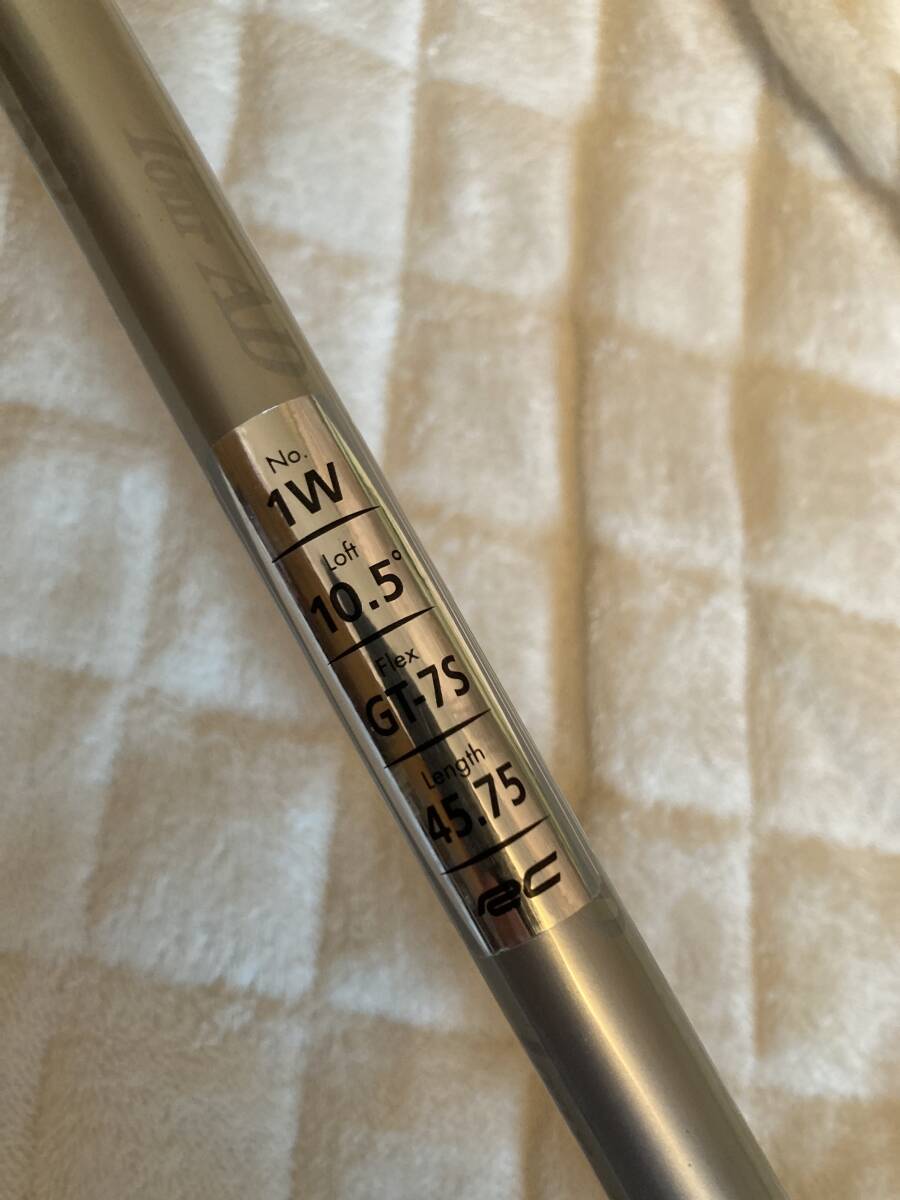 Tour AD
No.
1W
Loft
10.5°
Flex
GT-7S
Length
45.75
RC